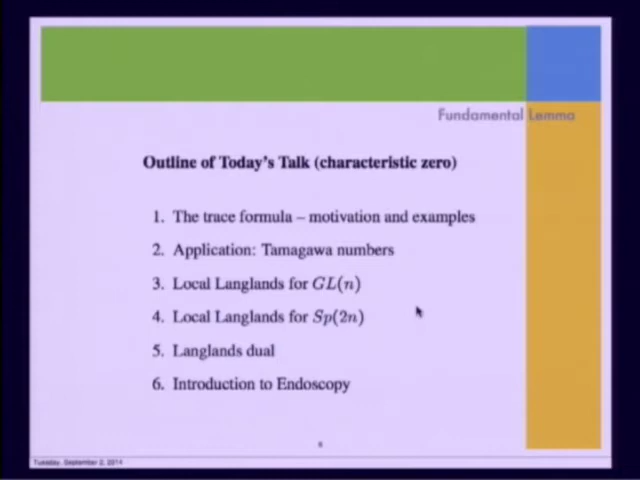 Fundamental Lemma
Outline of Today's Talk (characteristic zero)
1. The trace formula – motivation and examples
2. Application: Tamagawa numbers
3. Local Langlands for GL(n)
4. Local Langlands for Sp(2n)
5. Langlands dual
6. Introduction to Endoscopy
Tuesday, September 2, 2014